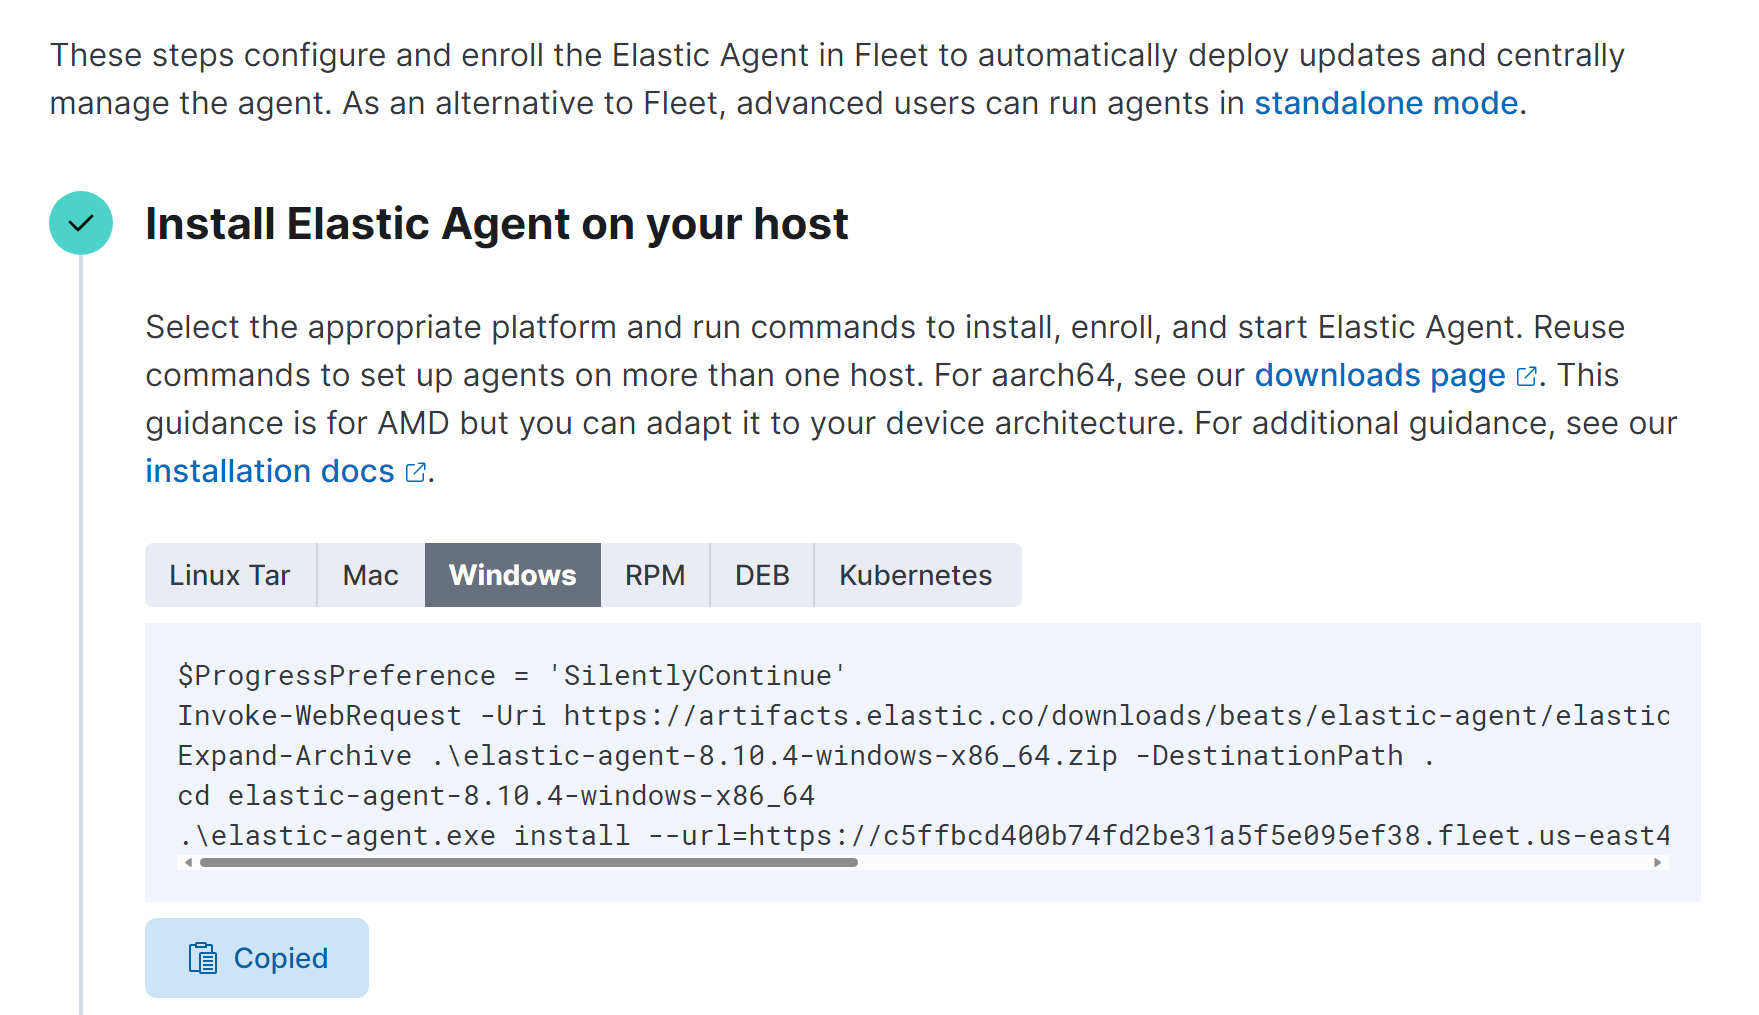 These steps configure and enroll the Elastic Agent in Fleet to automatically deploy updates and centrally
manage the agent. As an alternative to Fleet, advanced users can run agents in standalone mode.
Install Elastic Agent on your host
Select the appropriate platform and run commands to install, enroll, and start Elastic Agent. Reuse
commands to set up agents on more than one host. For aarch64, see our downloads page. This
guidance is for AMD but you can adapt it to your device architecture. For additional guidance, see our
installation docs.
Linux Tar Mac Windows RPM DEB Kubernetes
$ProgressPreference = 'SilentlyContinue'
Invoke-WebRequest -Uri https://artifacts.elastic.co/downloads/beats/elastic-agent/elastic
Expand-Archive .\elastic-agent-8.10.4-windows-x86_64.zip -DestinationPath .
cd elastic-agent-8.10.4-windows-x86_64
.\elastic-agent.exe install --url=https://c5ffbcd400b74fd2be31a5f5e095ef38.fleet.us-east4
Copied